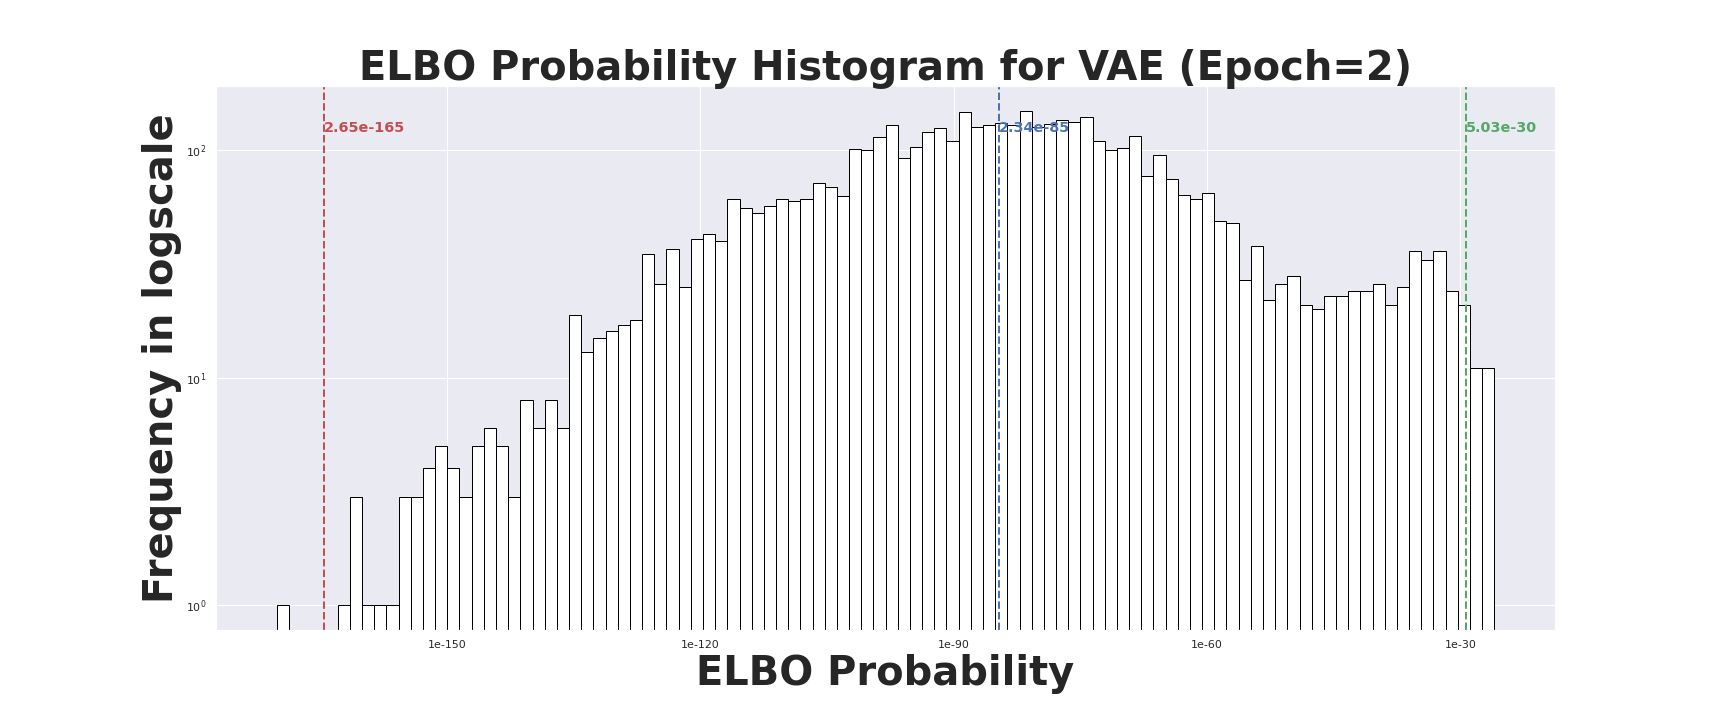 ELBO Probability Histogram for VAE (Epoch=2)
2.65e-165
2.34e-85
5.03e-30
Frequency in logscale
10²
10¹
10⁰
1e-150
1e-120
1e-90
1e-60
1e-30
ELBO Probability